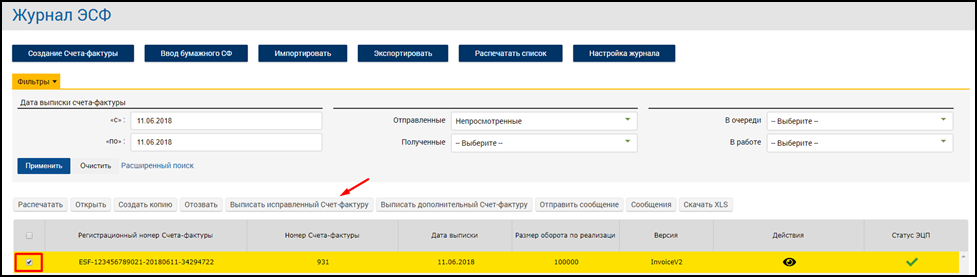 Журнал ЭСФ
Создание Счета-фактуры Ввод бумажного СФ Импортировать Экспортировать Распечатать список Настройка журнала
Фильтры
Дата выписки счета-фактуры
«с» : 11.06.2018 Отправленные Непросмотренные В очереди -- Выберите --
«по» : 11.06.2018 Полученные -- Выберите -- В работе -- Выберите --
Применить Очистить Расширенный поиск
Распечатать Открыть Создать копию Отозвать Выписать исправленный Счет-фактуру Выписать дополнительный Счет-фактуру Отправить сообщение Сообщения Скачать XLS
Регистрационный номер Счета-фактуры Номер Счета-фактуры Дата выписки Размер оборота по реализаци Версия Действия Статус ЭЦП
ESF-123456789021-20180611-34294722 931 11.06.2018 100000 InvoiceV2